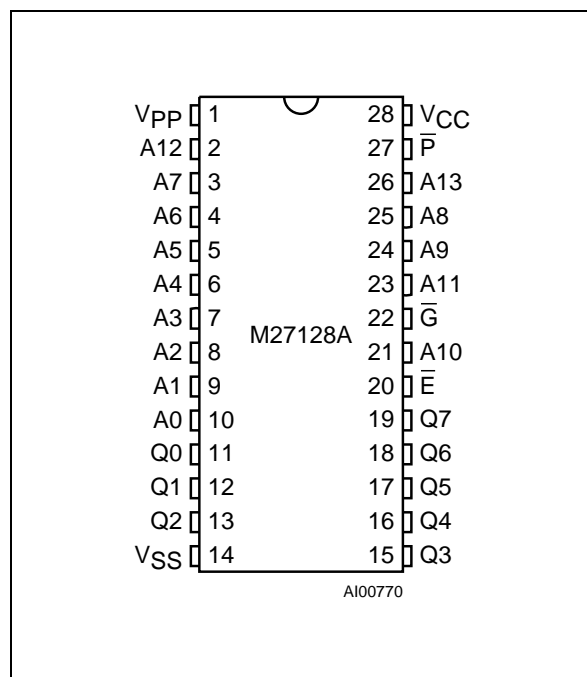 VPP 1 28 VCC
A12 2 27 P̅
A7 3 26 A13
A6 4 25 A8
A5 5 24 A9
A4 6 23 A11
A3 7 22 G̅
M27128A
A2 8 21 A10
A1 9 20 E̅
A0 10 19 Q7
Q0 11 18 Q6
Q1 12 17 Q5
Q2 13 16 Q4
VSS 14 15 Q3
AI00770